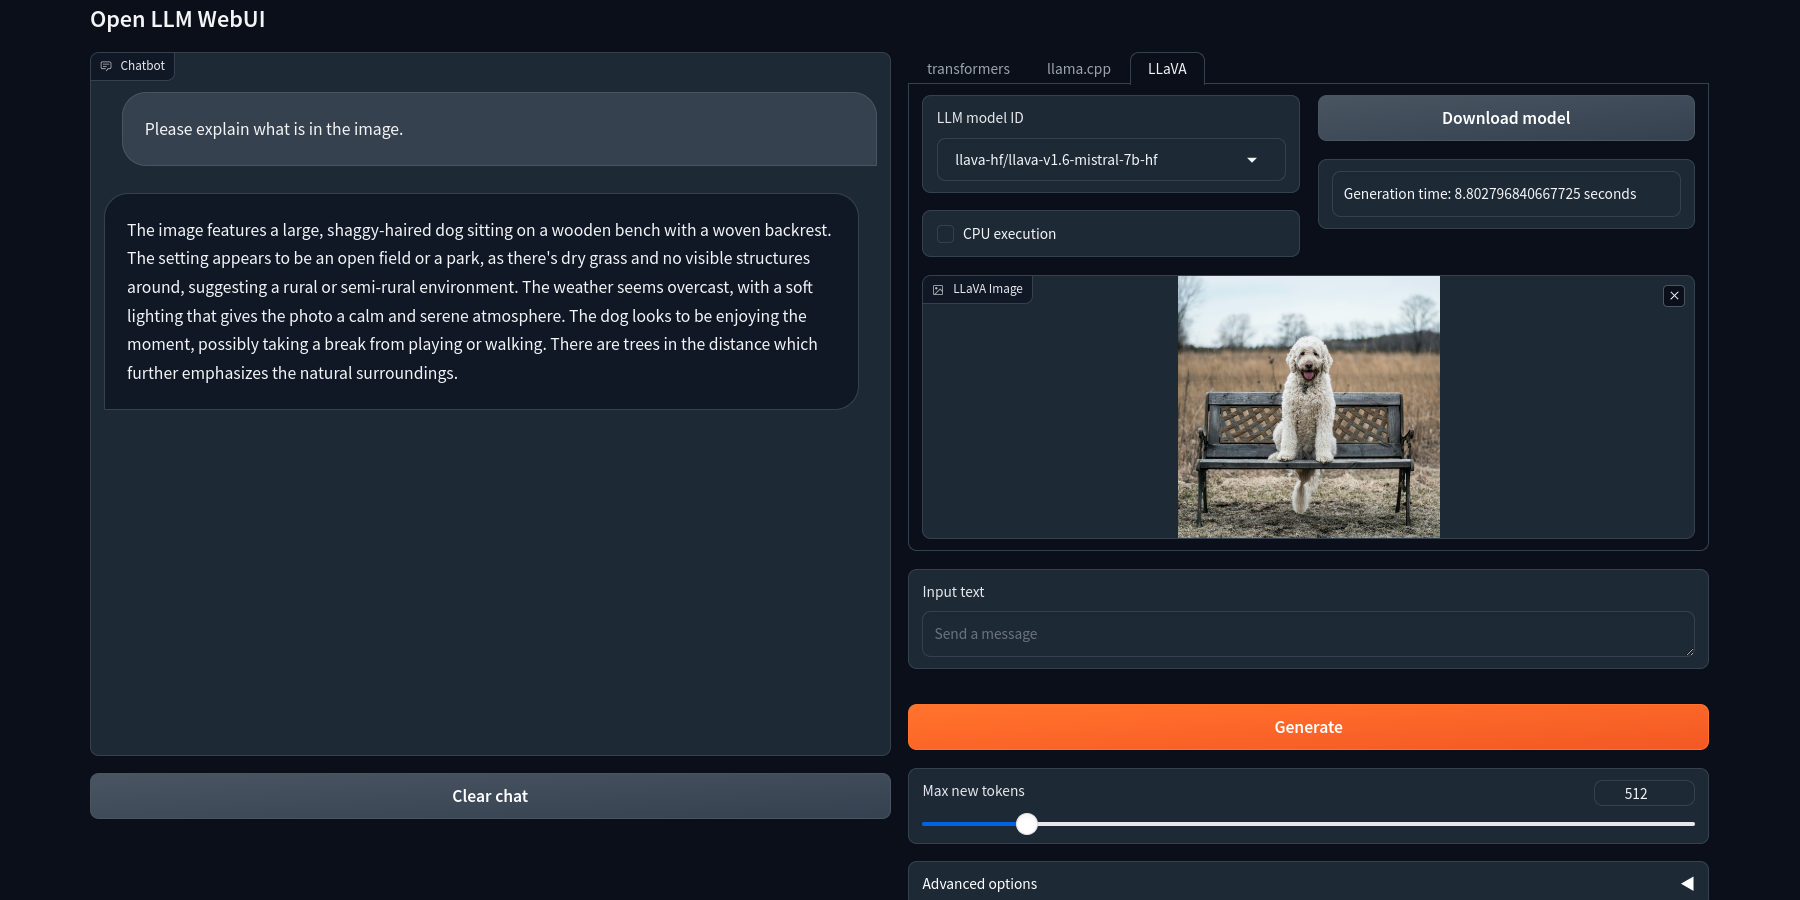 Open LLM WebUI
Chatbot
Please explain what is in the image.
The image features a large, shaggy-haired dog sitting on a wooden bench with a woven backrest.
The setting appears to be an open field or a park, as there's dry grass and no visible structures
around, suggesting a rural or semi-rural environment. The weather seems overcast, with a soft
lighting that gives the photo a calm and serene atmosphere. The dog looks to be enjoying the
moment, possibly taking a break from playing or walking. There are trees in the distance which
further emphasizes the natural surroundings.
Clear chat
transformers
llama.cpp
LLaVA
LLM model ID
llava-hf/llava-v1.6-mistral-7b-hf
Download model
Generation time: 8.802796840667725 seconds
CPU execution
LLaVA Image
Input text
Send a message
Generate
Max new tokens
512
Advanced options